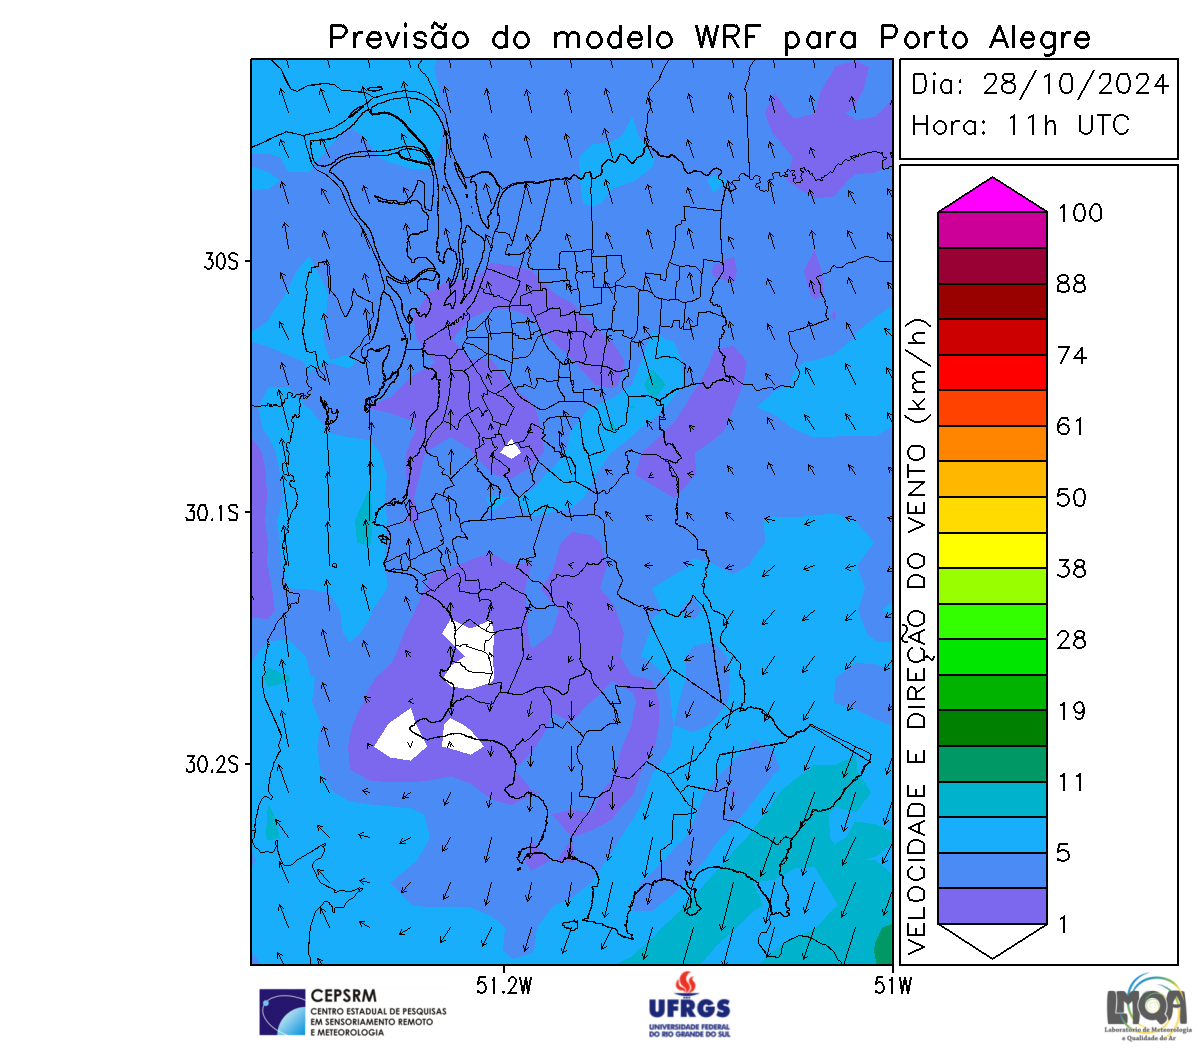 Previsão do modelo WRF para Porto Alegre
Dia: 28/10/2024
Hora: 11h UTC
30S
30.1S
30.2S
51.2W
51W
VELOCIDADE E DIREÇÃO DO VENTO (km/h)
100
88
74
61
50
38
28
19
11
5
1
CEPSRM
CENTRO ESTADUAL DE PESQUISAS
EM SENSORIAMENTO REMOTO
E METEOROLOGIA
UFRGS
UNIVERSIDADE FEDERAL
DO RIO GRANDE DO SUL
LMQA
Laboratório de Meteorologia
e Qualidade do Ar